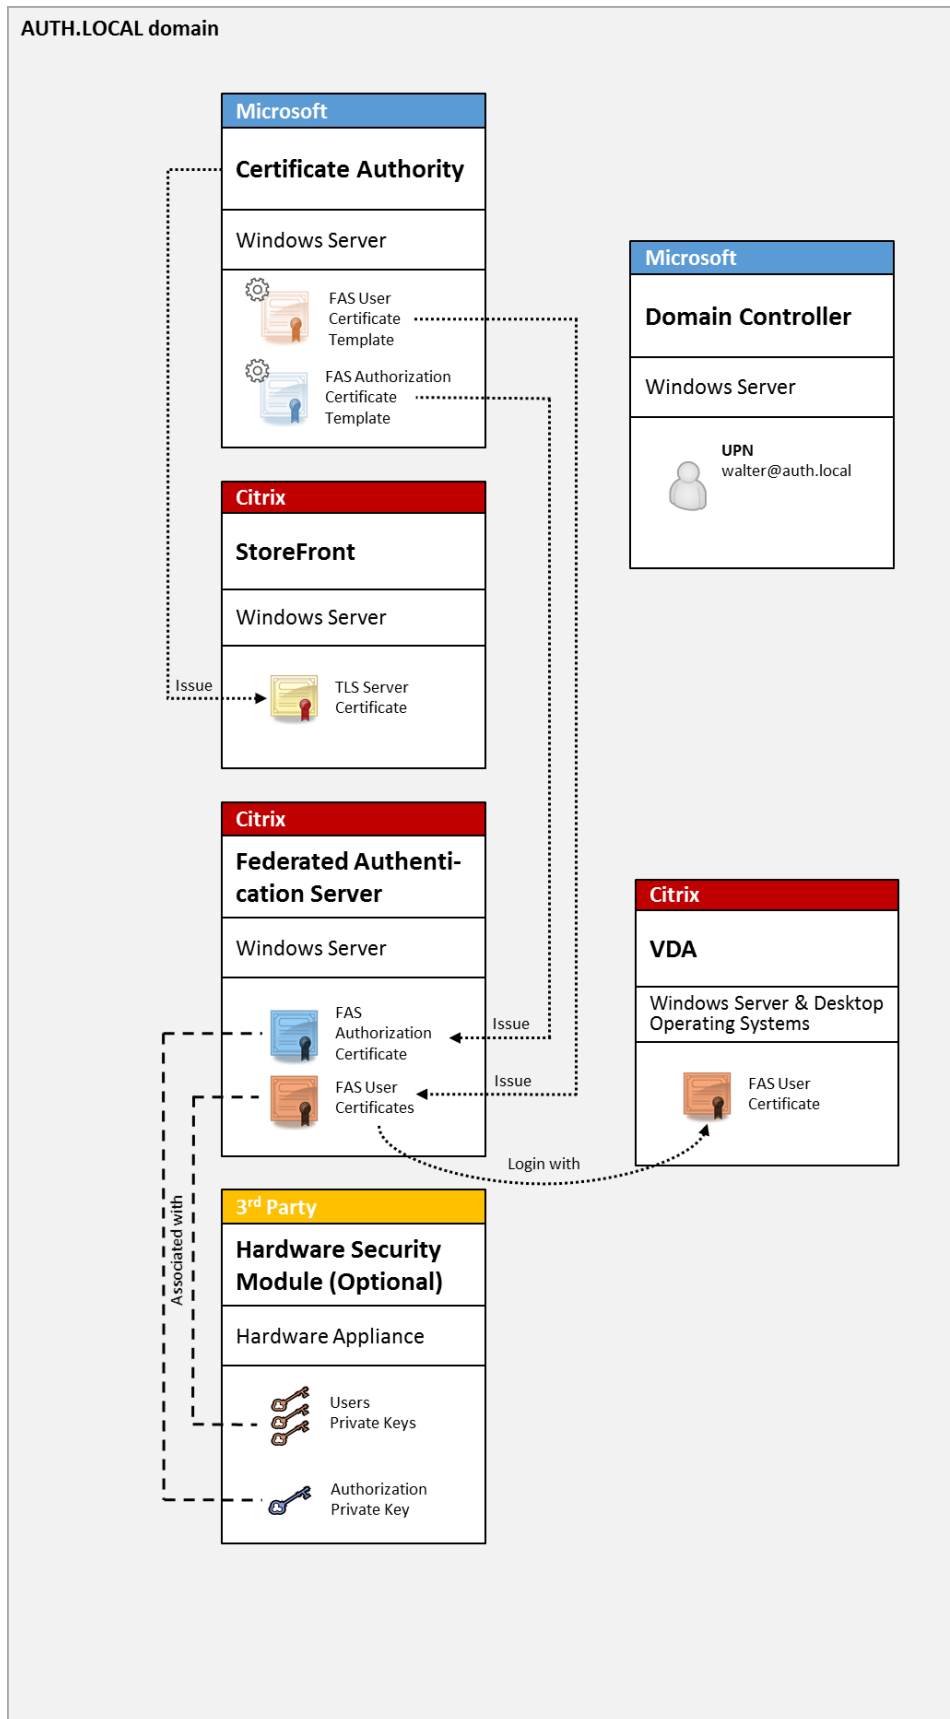 AUTH.LOCAL domain
Microsoft
Certificate Authority
Windows Server
FAS User
Certificate
Template
FAS Authorization
Certificate
Template
Microsoft
Domain Controller
Windows Server
UPN
walter@auth.local
Citrix
StoreFront
Windows Server
Issue
TLS Server
Certificate
Citrix
Federated Authenti-
cation Server
Windows Server
FAS
Authorization
Certificate
Issue
FAS User
Certificates
Issue
Login with
Citrix
VDA
Windows Server & Desktop
Operating Systems
FAS User
Certificate
Associated with
3rd Party
Hardware Security
Module (Optional)
Hardware Appliance
Users
Private Keys
Authorization
Private Key